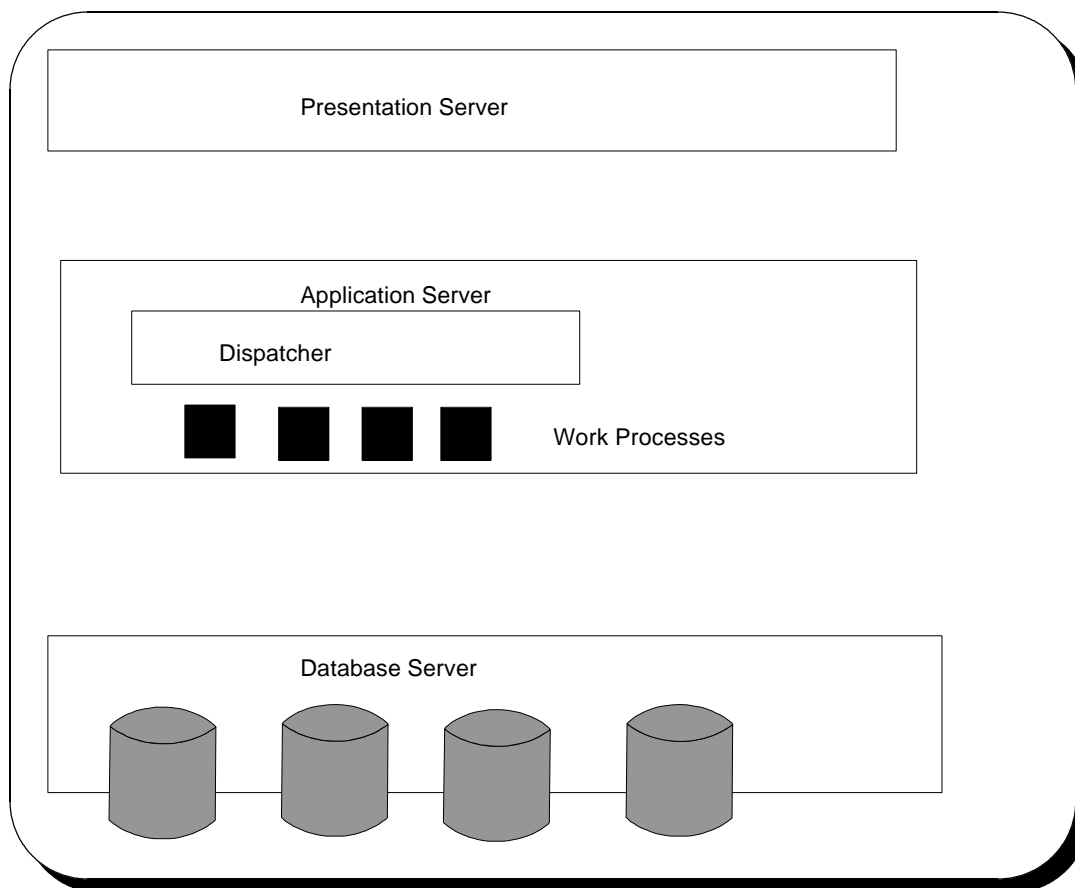 Presentation Server
Application Server
Dispatcher
Work Processes
Database Server